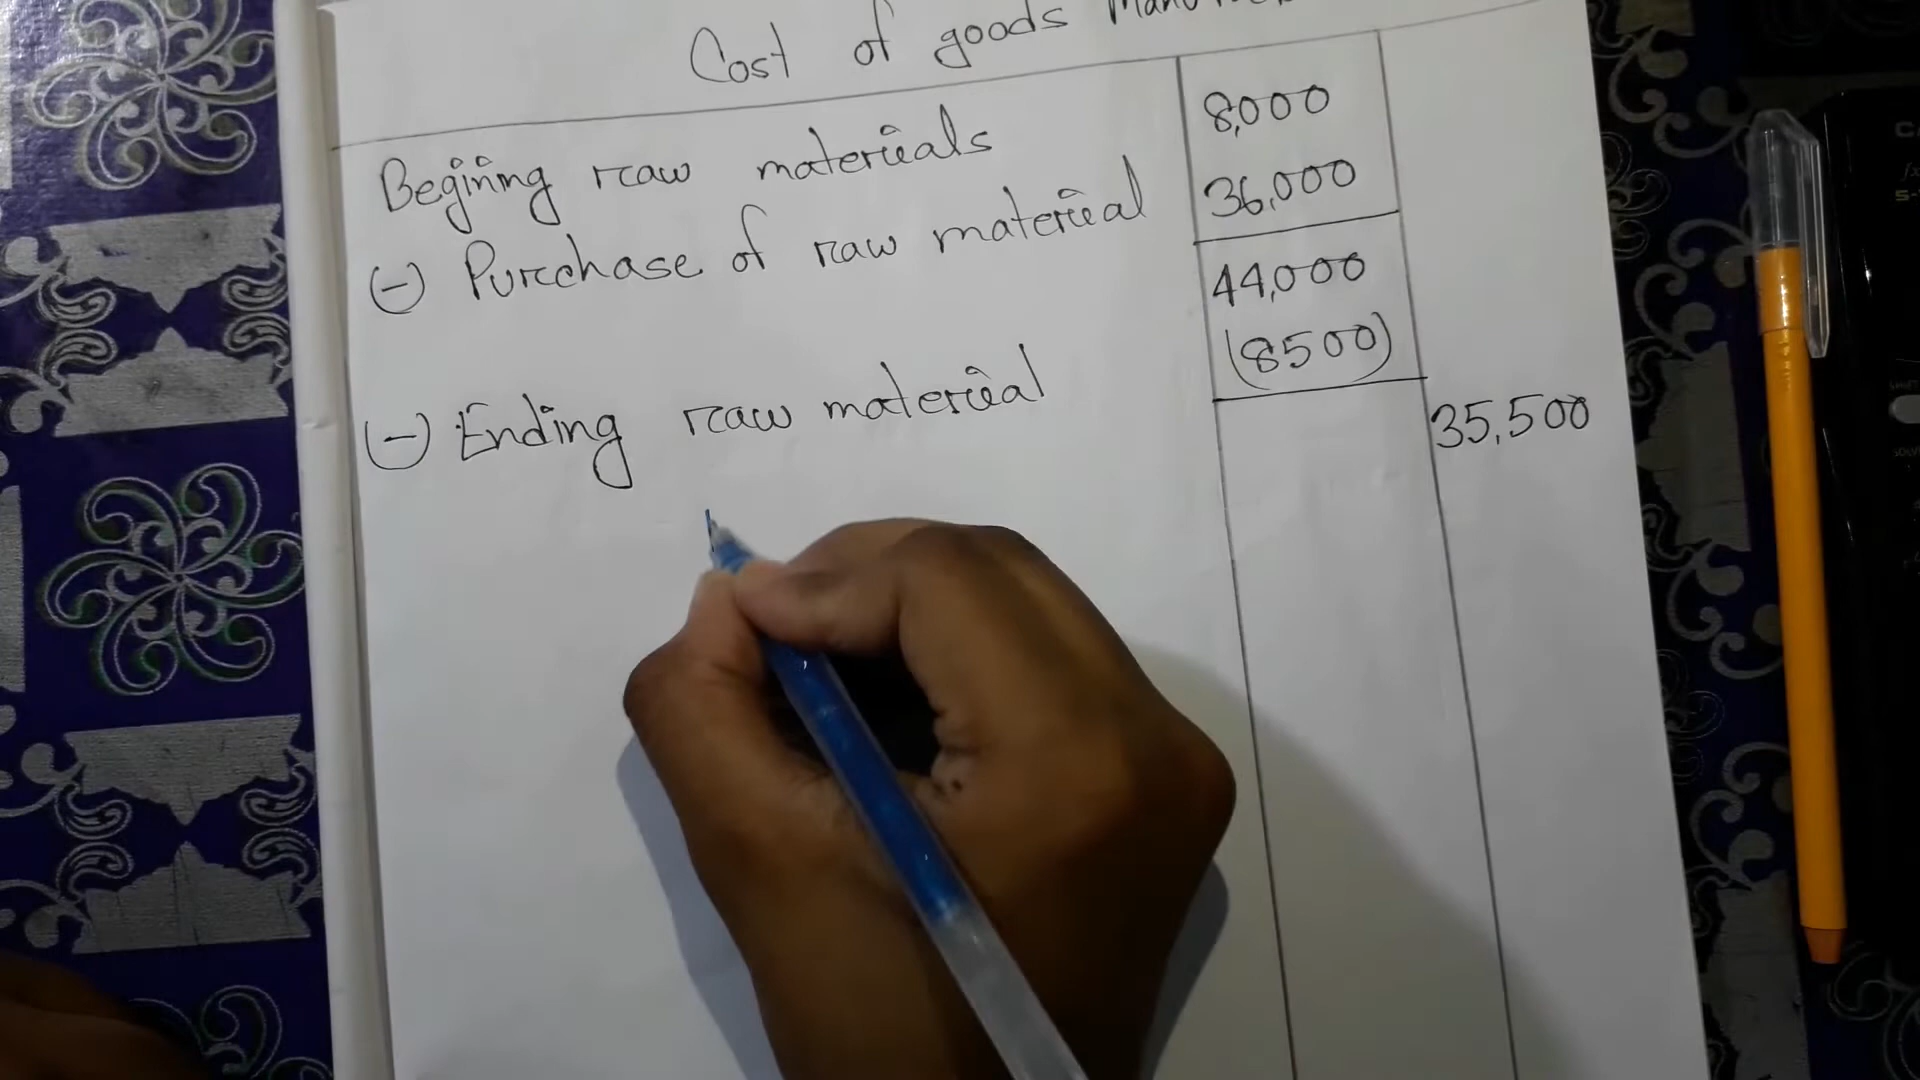 Cost of goods
Begining raw materials 8,000
(-) Purchase of raw material 36,000
44,000
(8500)
(-) Ending raw material
35,500